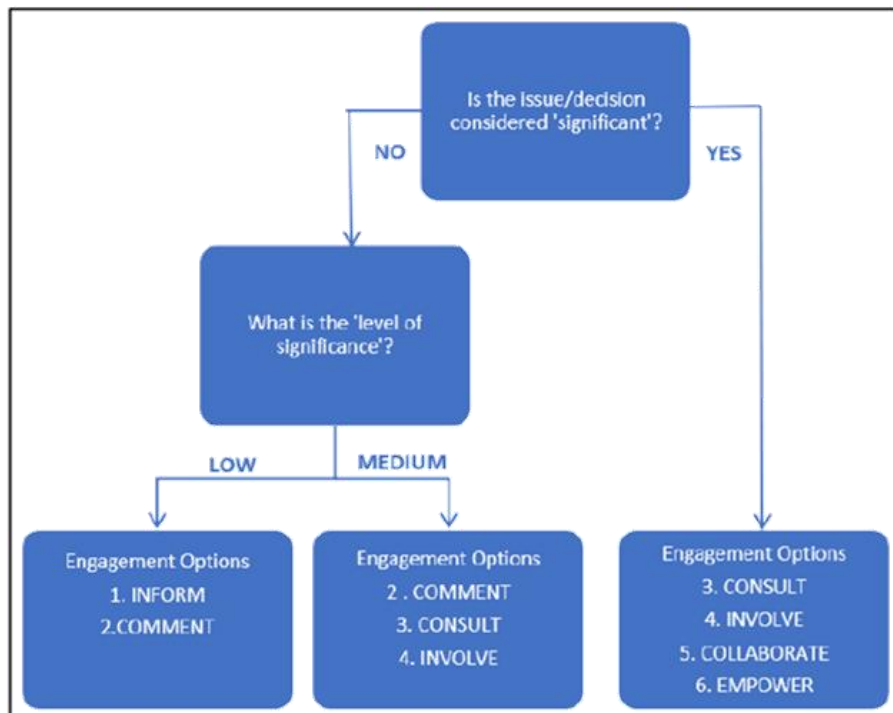 Is the issue/decision
considered 'significant'?
NO
YES
What is the 'level of
significance'?
LOW
MEDIUM
Engagement Options
1. INFORM
2.COMMENT
Engagement Options
2 . COMMENT
3. CONSULT
4. INVOLVE
Engagement Options
3. CONSULT
4. INVOLVE
5. COLLABORATE
6. EMPOWER